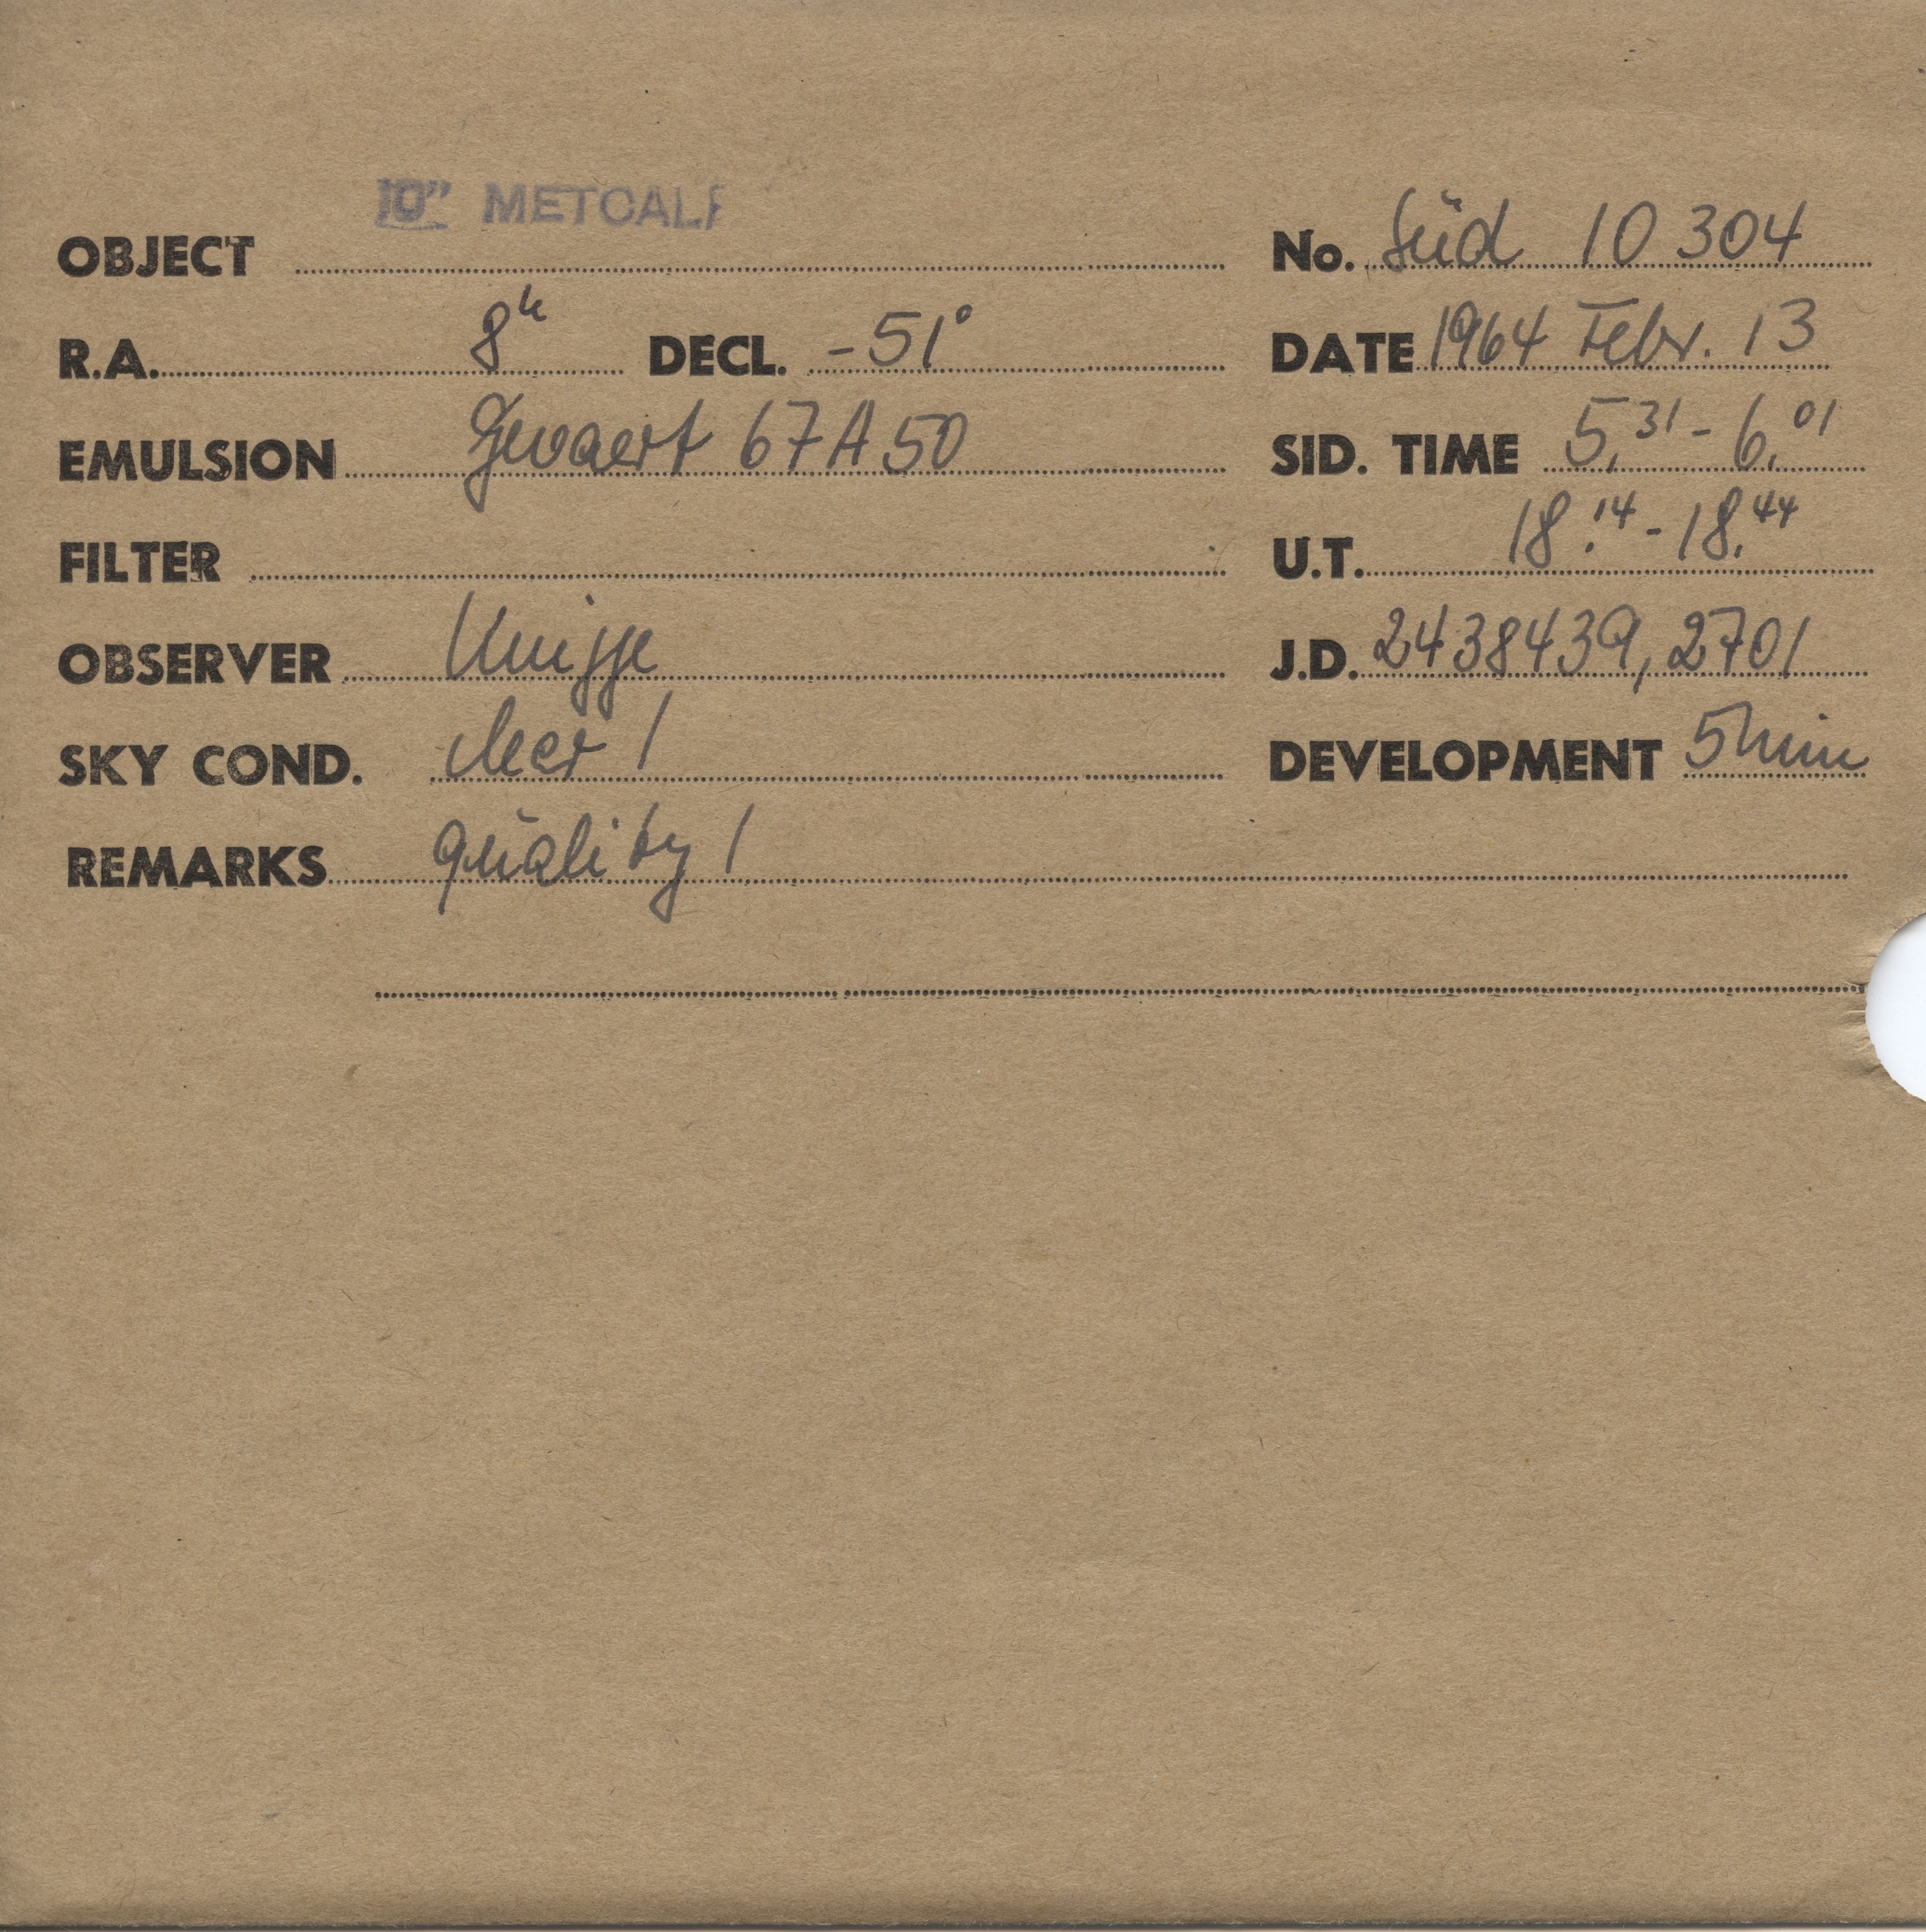 10" METCALF
OBJECT No. Süd 10 304
R.A. 8h DECL. -51° DATE 1964 Febr. 13
EMULSION Gevaert 67A50 SID. TIME 5.31 - 6.01
FILTER U.T. 18.14 - 18.44
OBSERVER J.D. 2438439,2701
SKY COND. clear 1 DEVELOPMENT 5 min
REMARKS quality 1